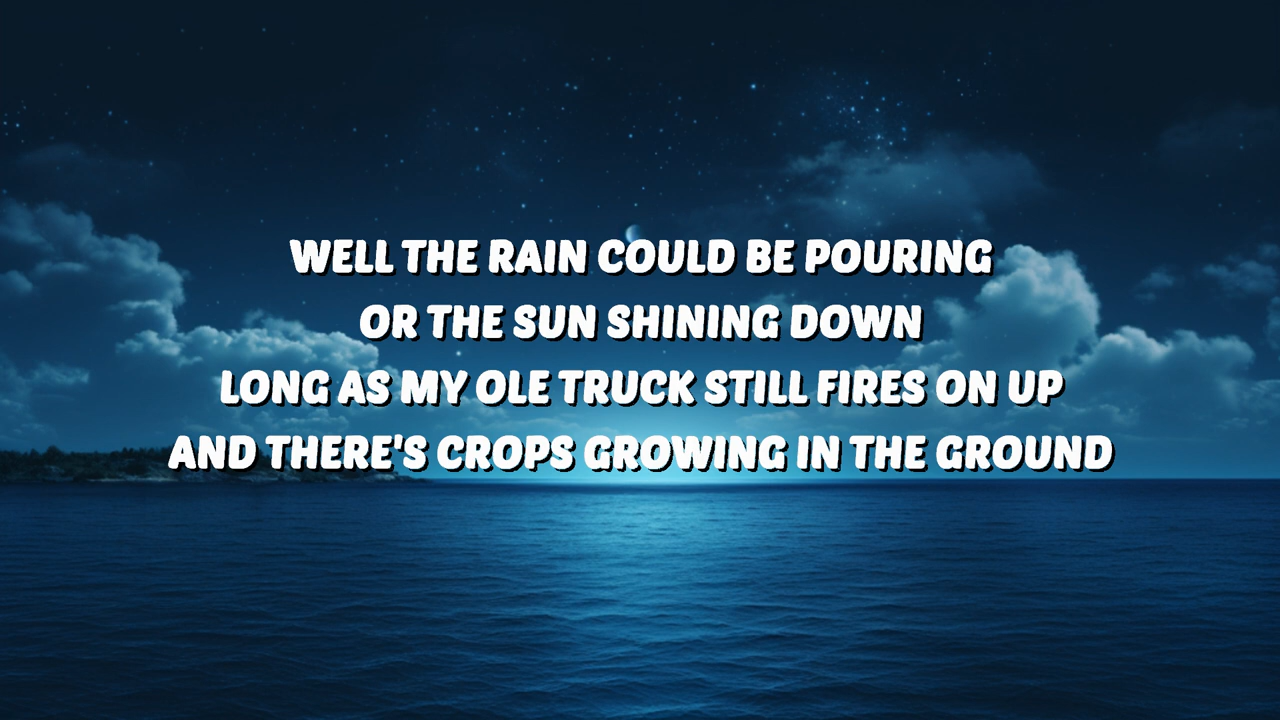 WELL THE RAIN COULD BE POURING
OR THE SUN SHINING DOWN
LONG AS MY OLE TRUCK STILL FIRES ON UP
AND THERE'S CROPS GROWING IN THE GROUND